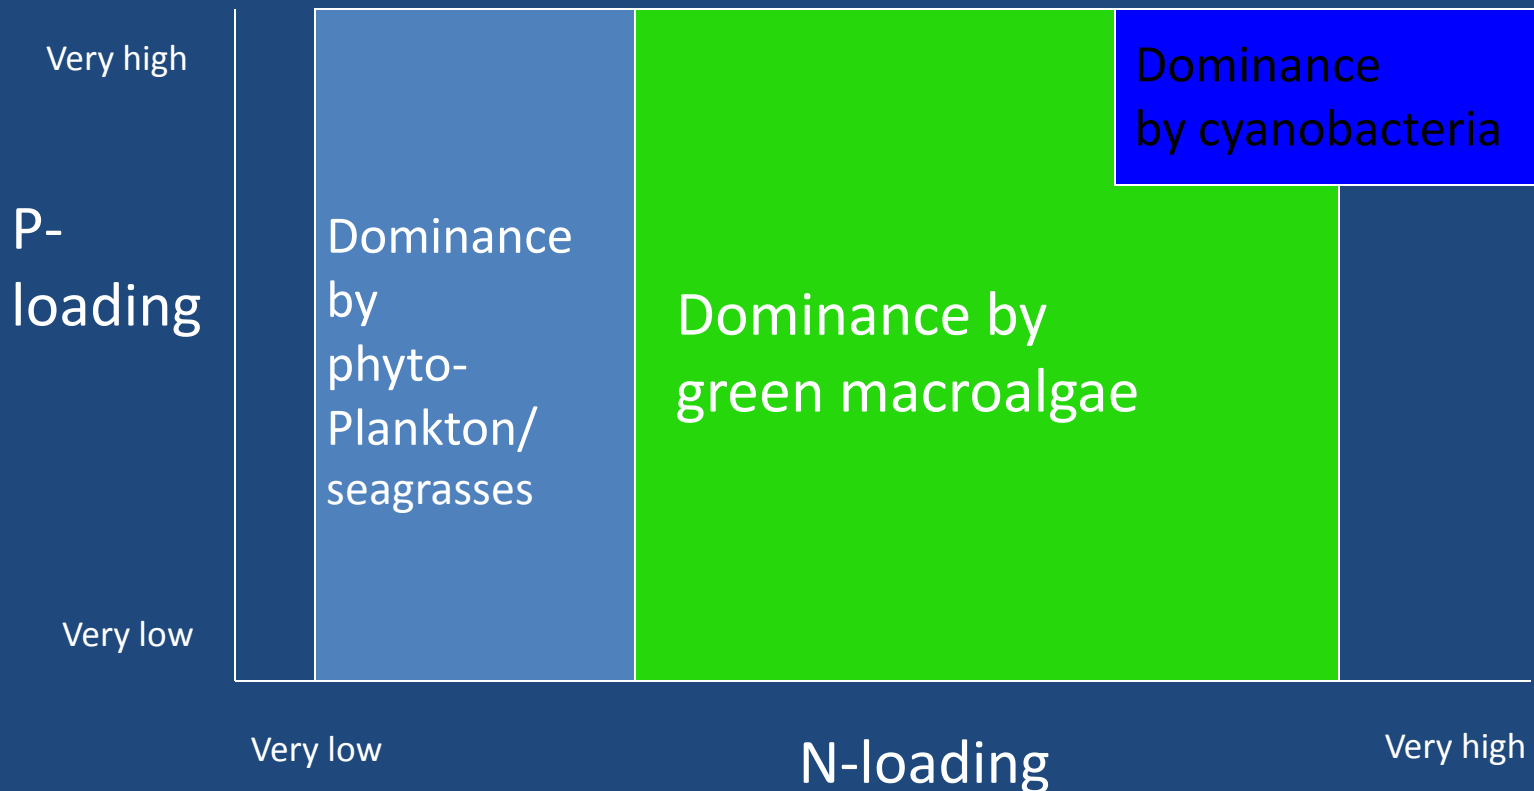 Very high
P-
loading
Very low
Dominance
by
phyto-
Plankton/
seagrasses
Dominance by
green macroalgae
Dominance
by cyanobacteria
Very low
N-loading
Very high